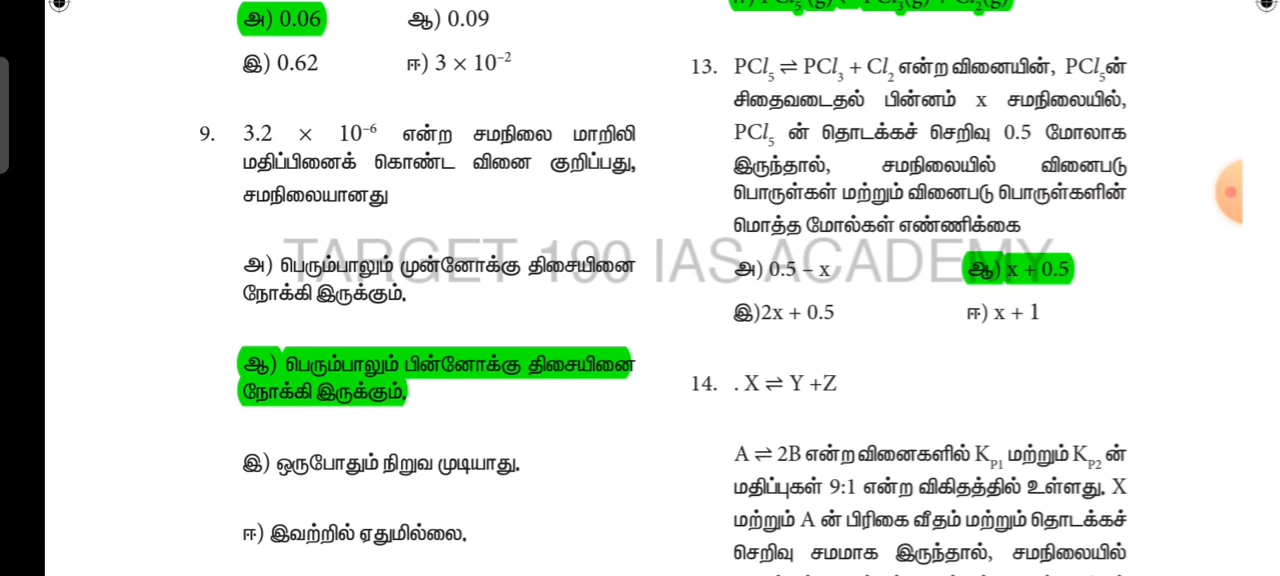 அ) 0.06 ஆ) 0.09
இ) 0.62 ஈ) 3 × 10⁻²
9. 3.2 × 10⁻⁶ என்ற சமநிலை மாறிலி
மதிப்பினைக் கொண்ட வினை குறிப்பது,
சமநிலையானது
அ) பெரும்பாலும் முன்னோக்கு திசையினை
நோக்கி இருக்கும்.
ஆ) பெரும்பாலும் பின்னோக்கு திசையினை
நோக்கி இருக்கும்.
இ) ஒருபோதும் நிறுவ முடியாது.
ஈ) இவற்றில் ஏதுமில்லை.
13. PCl₅ ⇌ PCl₃ + Cl₂ என்ற வினையின், PCl₅ன்
சிதைவடைதல் பின்னம் x சமநிலையில்,
PCl₅ ன் தொடக்கச் செறிவு 0.5 மோலாக
இருந்தால், சமநிலையில் வினைபடு
பொருள்கள் மற்றும் வினைபடு பொருள்களின்
மொத்த மோல்கள் எண்ணிக்கை
அ) 0.5 – x ஆ) x + 0.5
இ)2x + 0.5 ஈ) x + 1
14. . X ⇌ Y +Z
A ⇌ 2B என்ற வினைகளில் Kₚ₁ மற்றும் Kₚ₂ ன்
மதிப்புகள் 9:1 என்ற விகிதத்தில் உள்ளது. X
மற்றும் A ன் பிரிகை வீதம் மற்றும் தொடக்கச்
செறிவு சமமாக இருந்தால், சமநிலையில்
TARGET 190 IAS ACADEMY